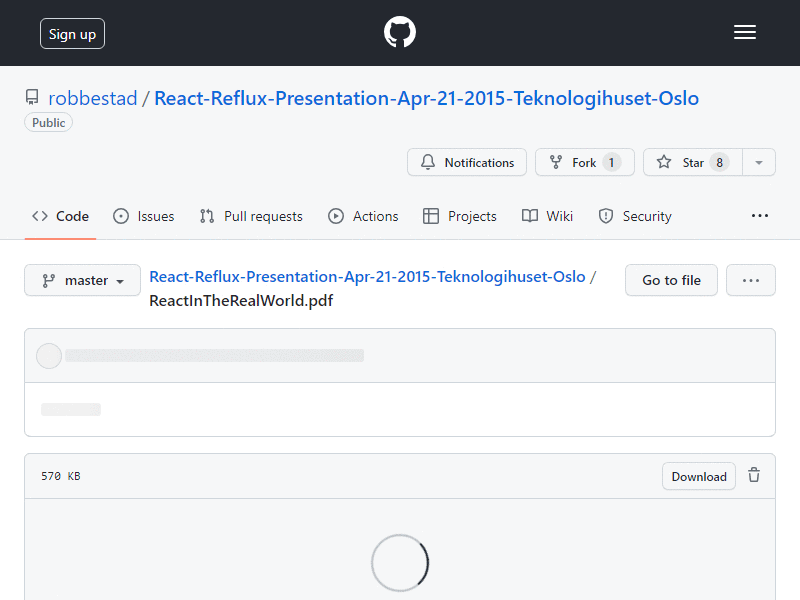 Sign up
robbestad / React-Reflux-Presentation-Apr-21-2015-Teknologihuset-Oslo
Public
Notifications Fork 1 Star 8
Code Issues Pull requests Actions Projects Wiki Security
master React-Reflux-Presentation-Apr-21-2015-Teknologihuset-Oslo / Go to file
ReactInTheRealWorld.pdf
570 KB Download